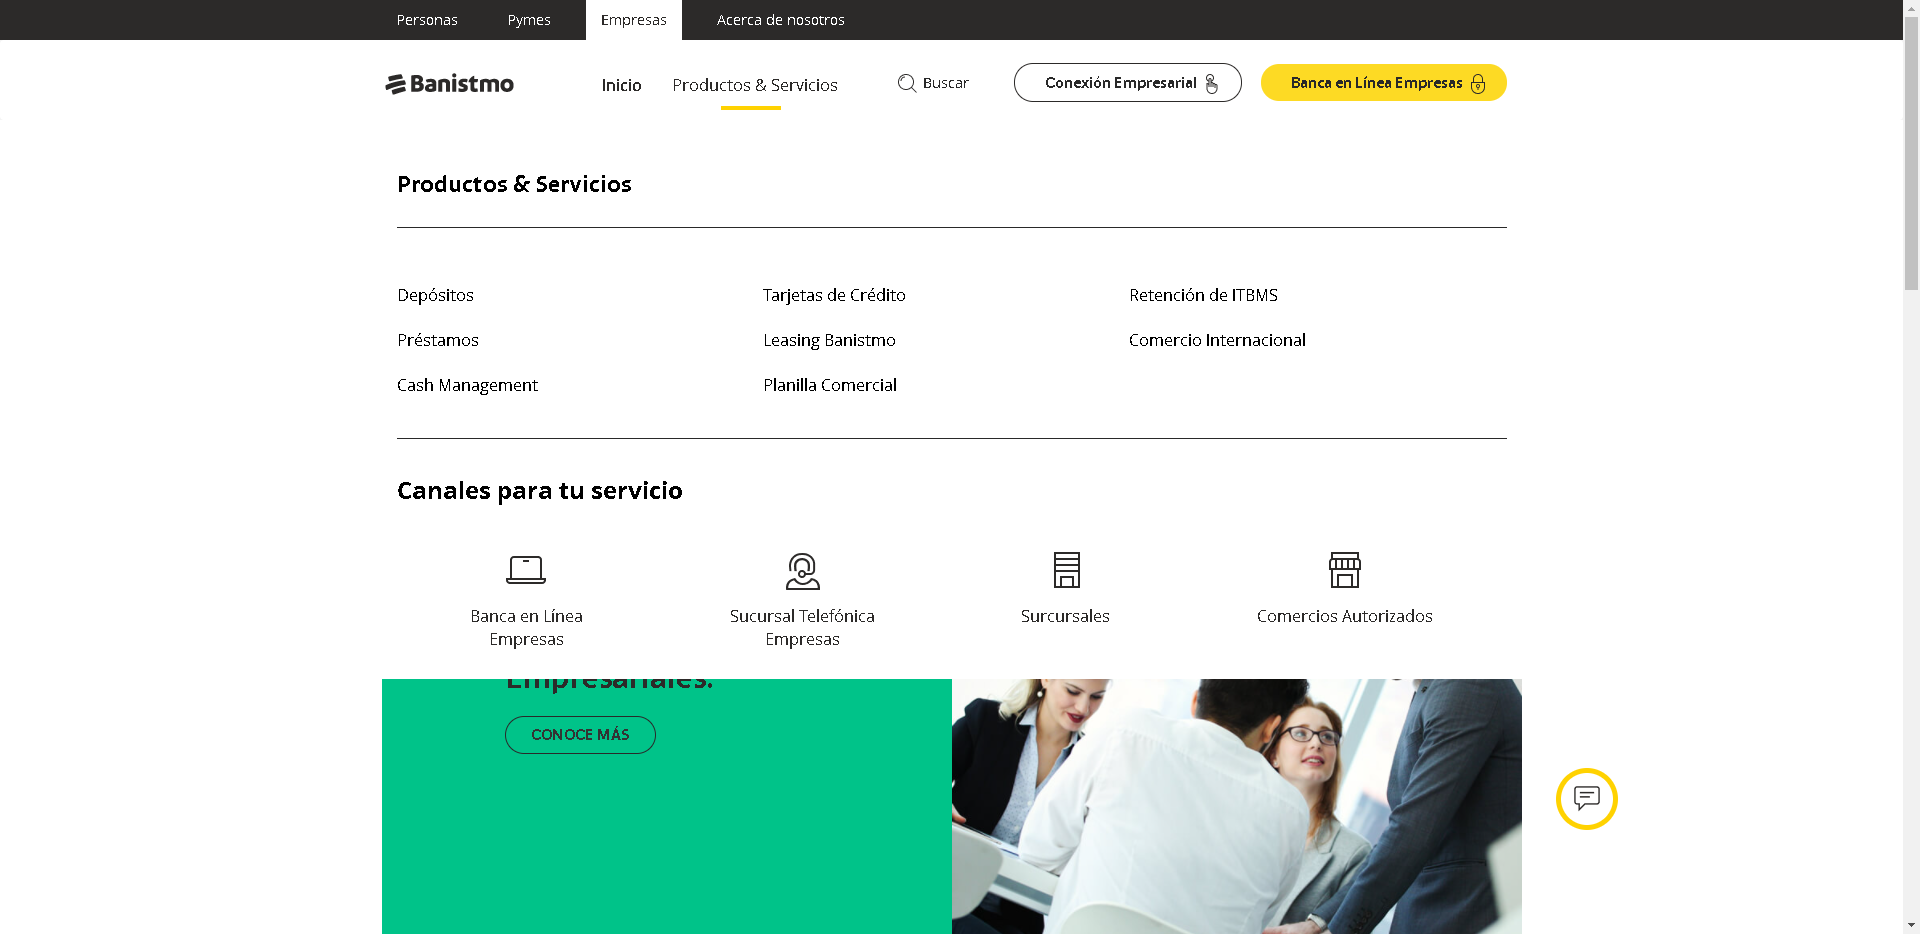 Personas Pymes Empresas Acerca de nosotros
Banistmo Inicio Productos & Servicios Buscar Conexión Empresarial Banca en Línea Empresas
Productos & Servicios
Depósitos Tarjetas de Crédito Retención de ITBMS
Préstamos Leasing Banistmo Comercio Internacional
Cash Management Planilla Comercial
Canales para tu servicio
Banca en Línea
Empresas
Sucursal Telefónica
Empresas
Surcursales
Comercios Autorizados
Empresariales.
CONOCE MÁS